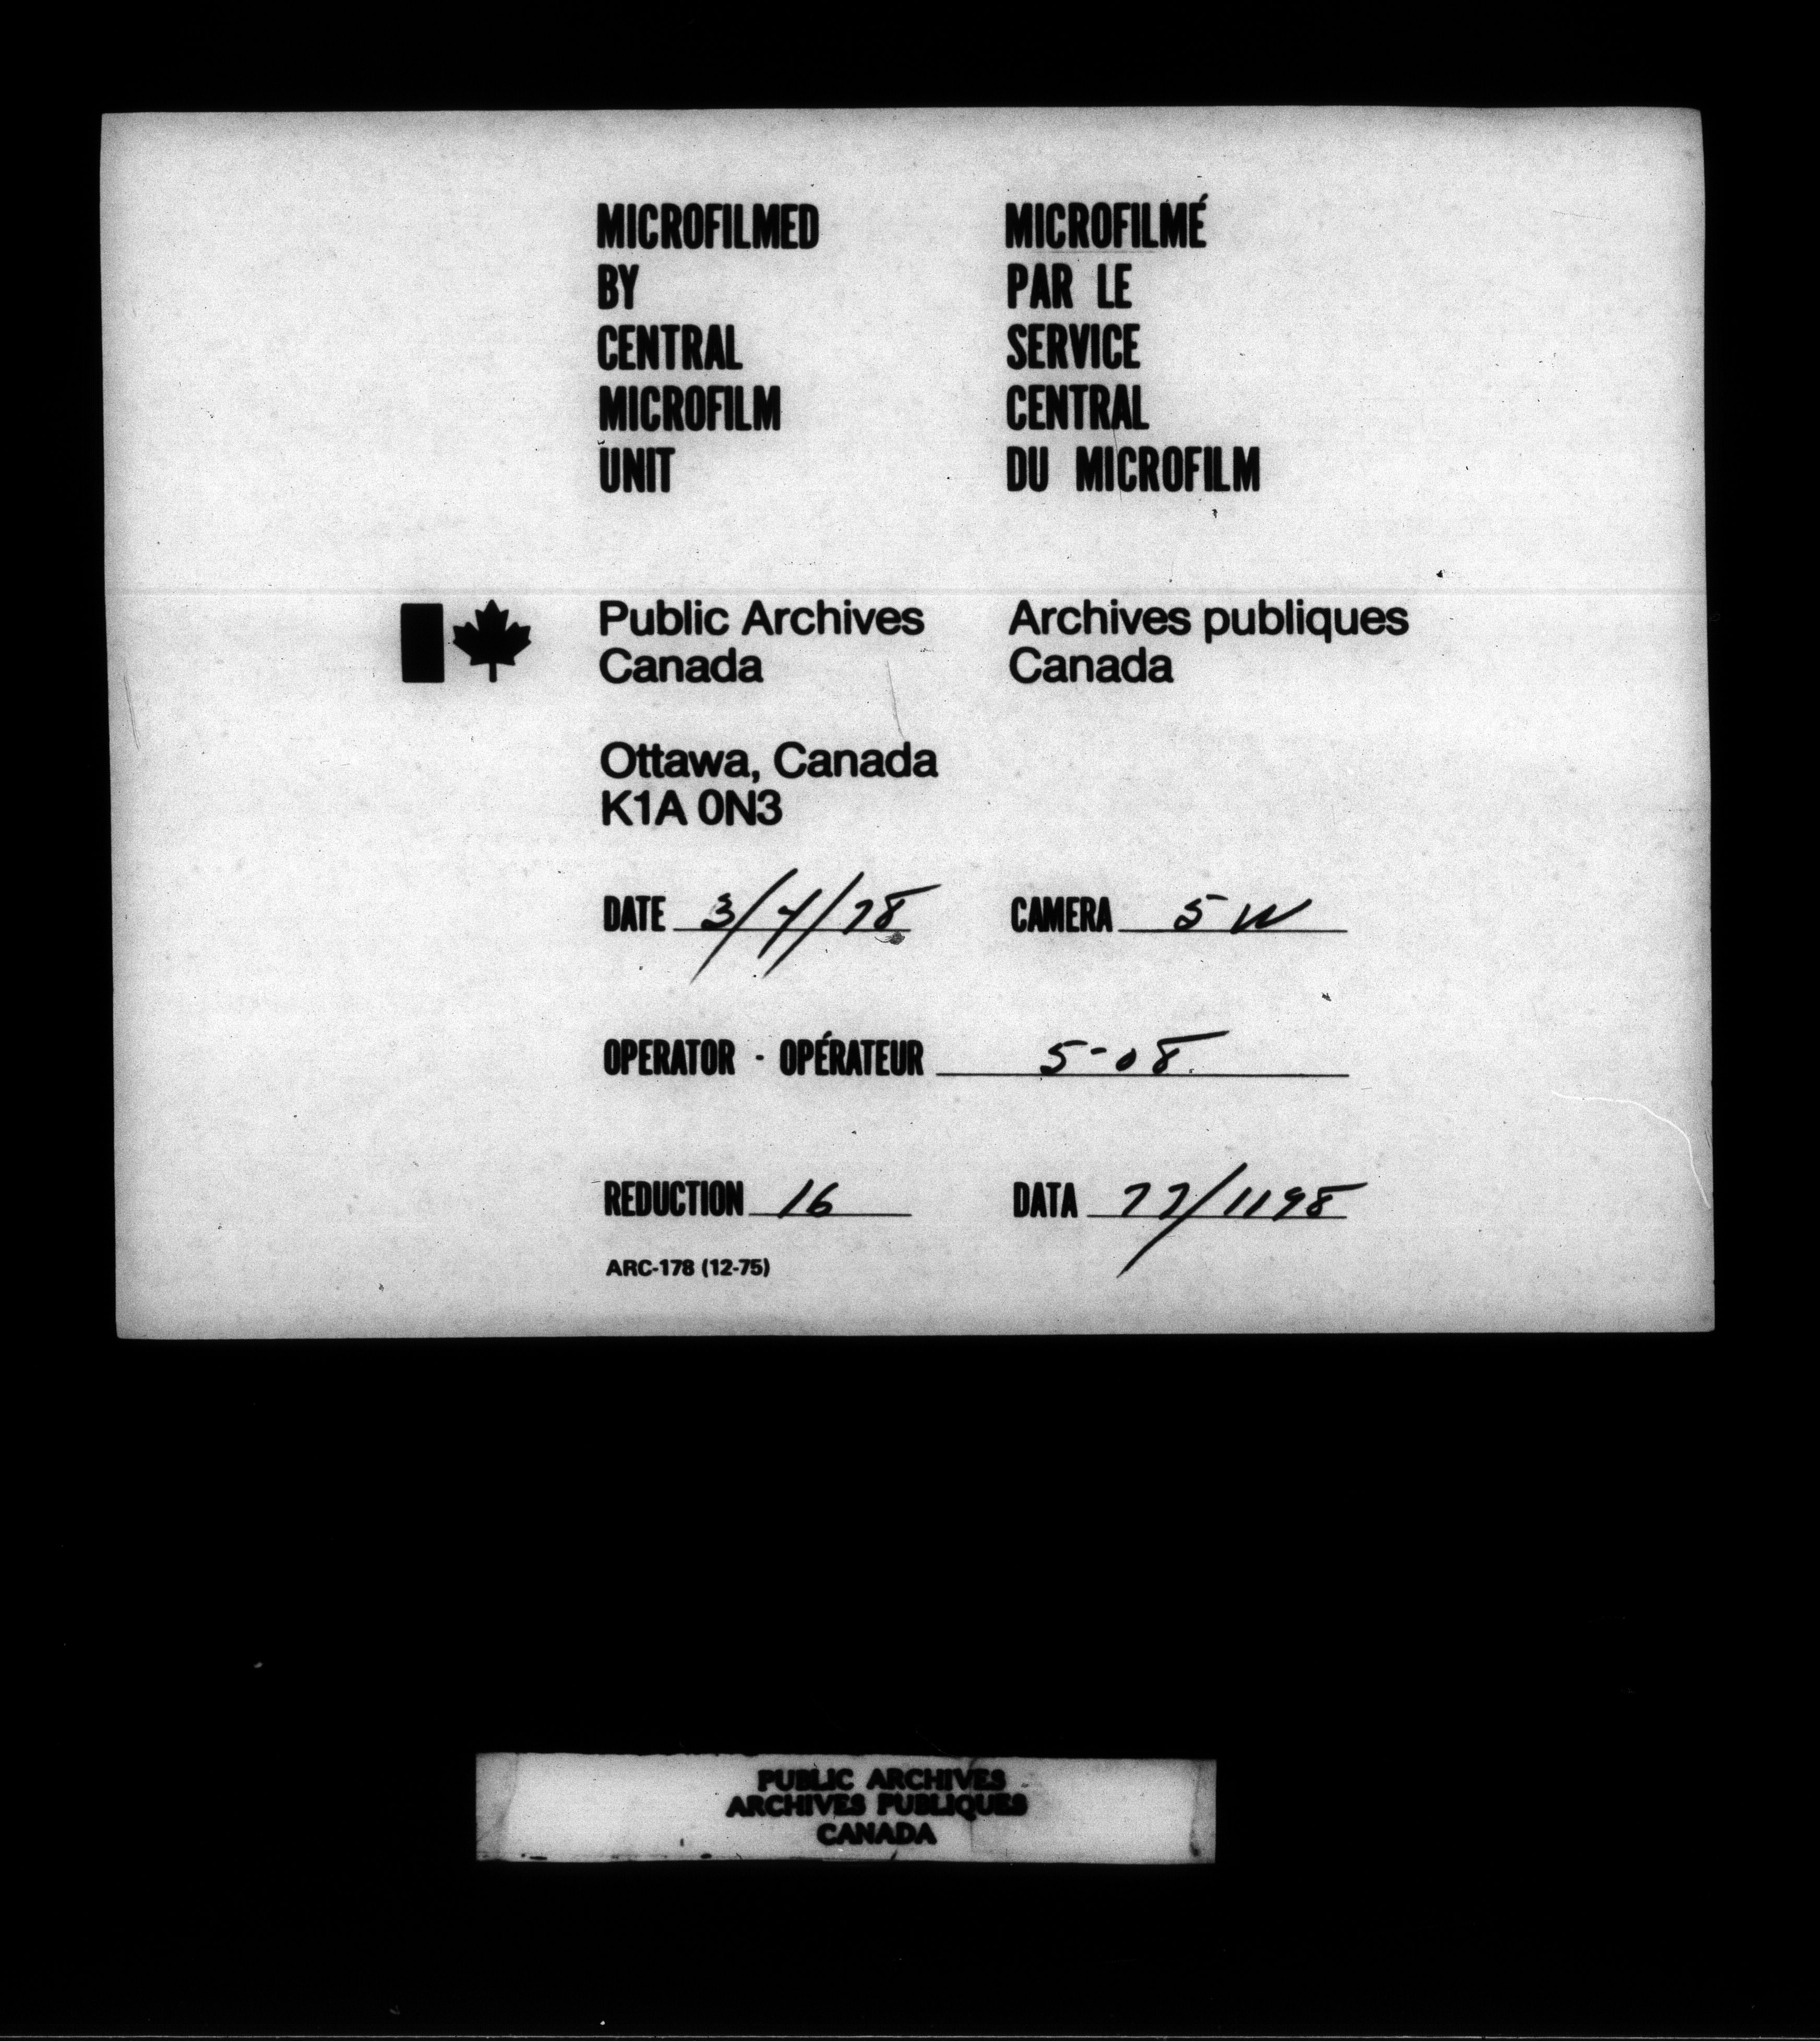 MICROFILMED
BY
CENTRAL
MICROFILM
UNIT
MICROFILMÉ
PAR LE
SERVICE
CENTRAL
DU MICROFILM
Public Archives
Canada
Archives publiques
Canada
Ottawa, Canada
K1A 0N3
DATE 3/4/78
CAMERA 5 W
OPERATOR - OPÉRATEUR 5-08
REDUCTION 16
DATA 77/1198
ARC-178 (12-75)
PUBLIC ARCHIVES
ARCHIVES PUBLIQUES
CANADA